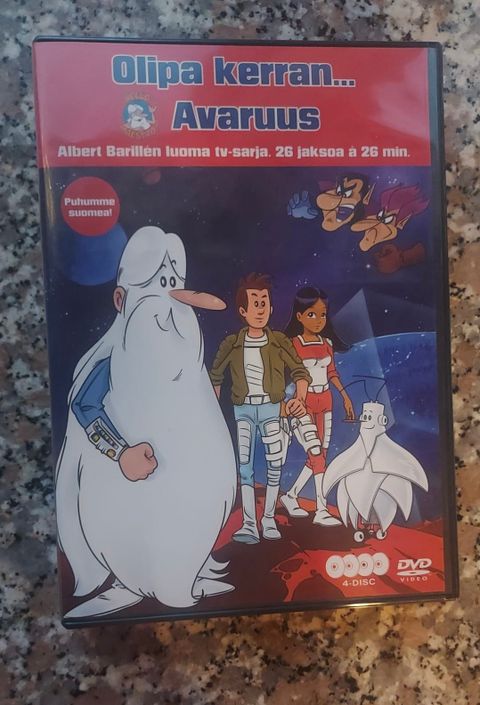 Olipa kerran...
Avaruus
Albert Barillén luoma tv-sarja. 26 jaksoa á 26 min.
Puhumme
suomea!
4-DISC
DVD
VIDEO